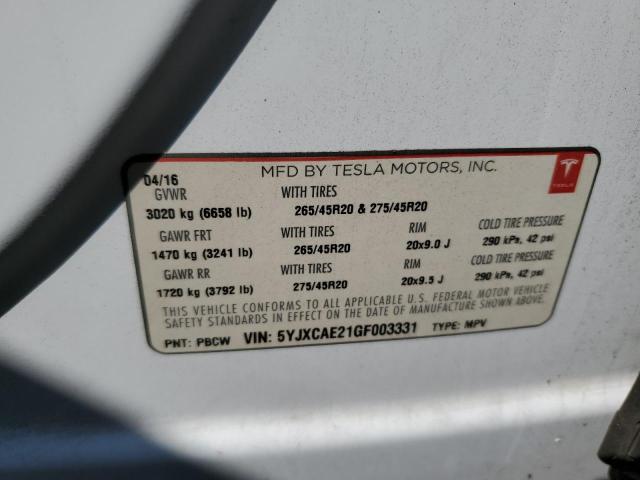 MFD BY TESLA MOTORS, INC.
TESLA
04/16
GVWR WITH TIRES
3020 kg (6658 lb) 265/45R20 & 275/45R20
GAWR FRT WITH TIRES RIM COLD TIRE PRESSURE
1470 kg (3241 lb) 265/45R20 20x9.0 J 290 kPa, 42 psi
GAWR RR WITH TIRES RIM COLD TIRE PRESSURE
1720 kg (3792 lb) 275/45R20 20x9.5 J 290 kPa, 42 psi
THIS VEHICLE CONFORMS TO ALL APPLICABLE U.S. FEDERAL MOTOR VEHICLE
SAFETY STANDARDS IN EFFECT ON THE DATE OF MANUFACTURE SHOWN ABOVE.
PNT: PBCW VIN: 5YJXCAE21GF003331 TYPE: MPV